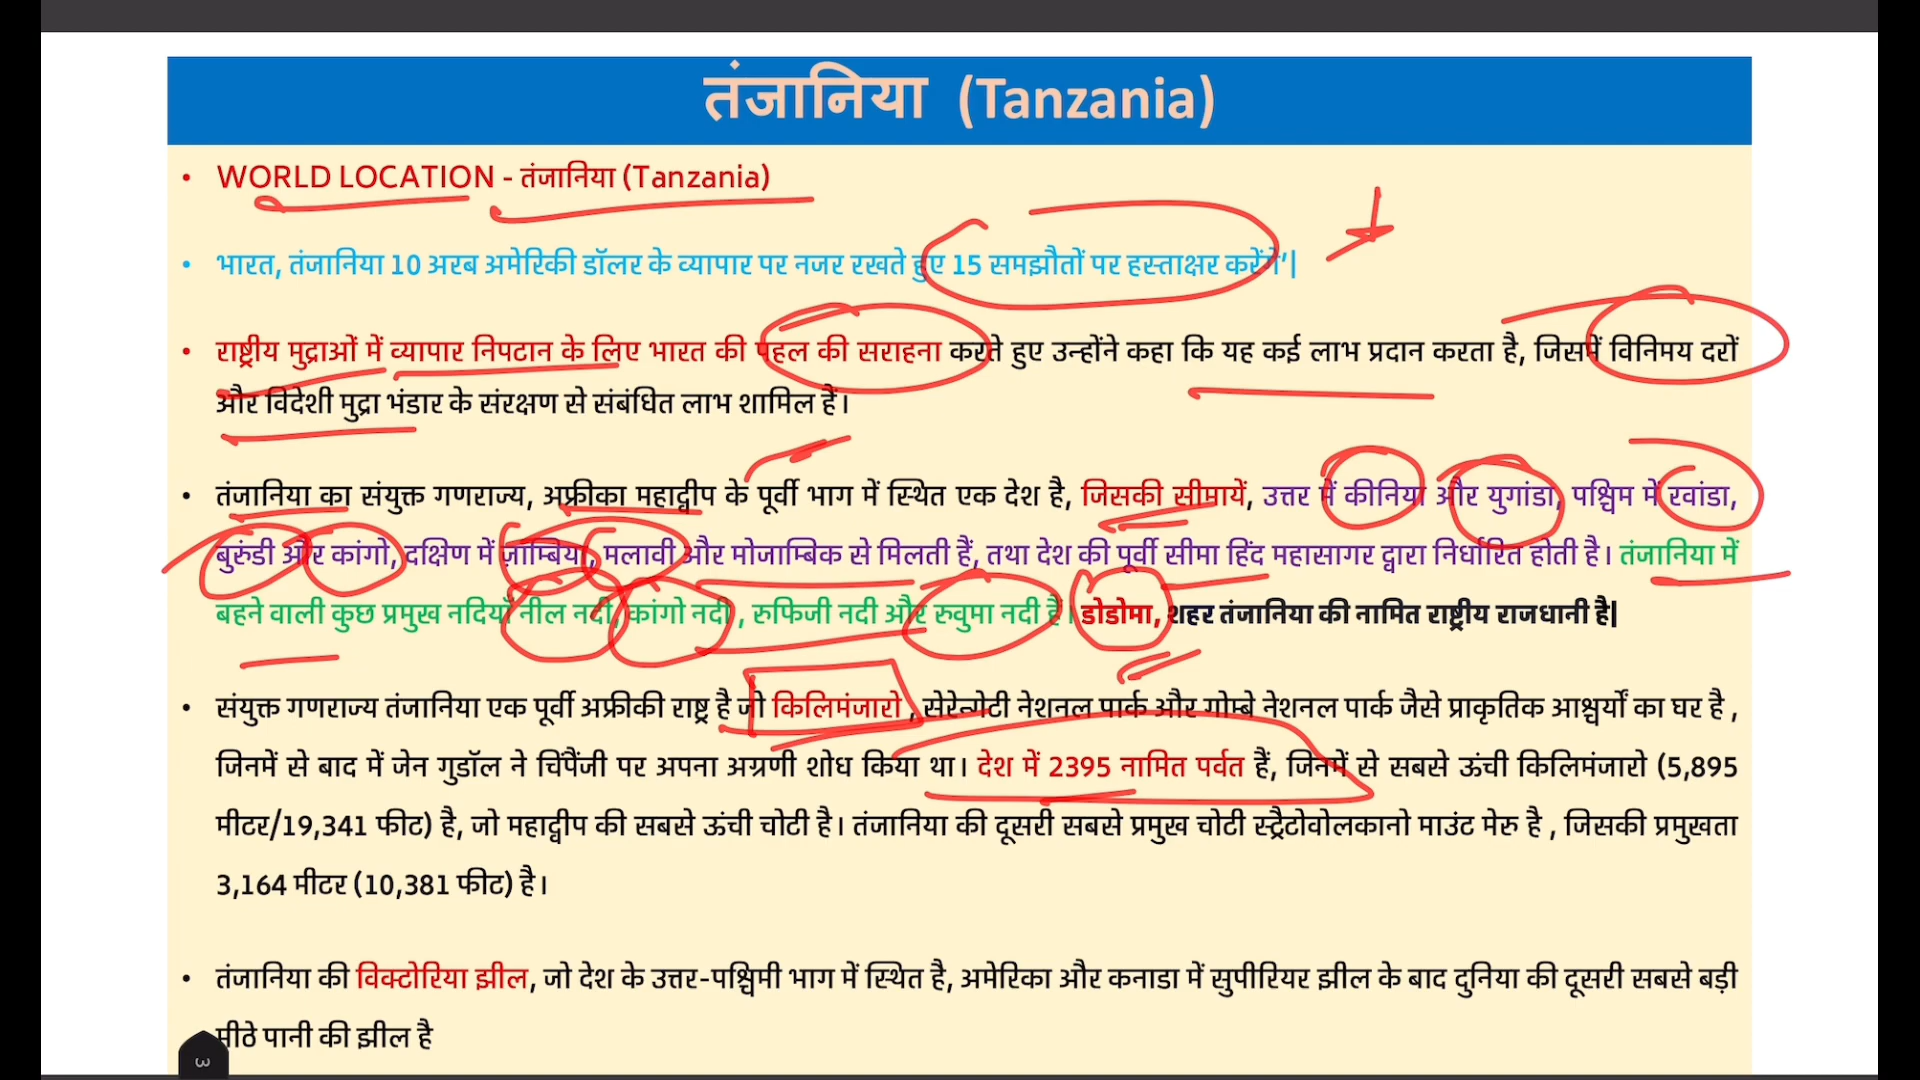 तंजानिया (Tanzania)
• WORLD LOCATION - तंजानिया (Tanzania)
• भारत, तंजानिया 10 अरब अमेरिकी डॉलर के व्यापार पर नजर रखते हुए 15 समझौतों पर हस्ताक्षर करेंगे'|
• राष्ट्रीय मुद्राओं में व्यापार निपटान के लिए भारत की पहल की सराहना करते हुए उन्होंने कहा कि यह कई लाभ प्रदान करता है, जिसमें विनिमय दरों
और विदेशी मुद्रा भंडार के संरक्षण से संबंधित लाभ शामिल हैं।
• तंजानिया का संयुक्त गणराज्य, अफ्रीका महाद्वीप के पूर्वी भाग में स्थित एक देश है, जिसकी सीमायें, उत्तर में कीनिया और युगांडा, पश्चिम में रवांडा,
बुरुंडी और कांगो, दक्षिण में ज़ाम्बिया, मलावी और मोजाम्बिक से मिलती हैं, तथा देश की पूर्वी सीमा हिंद महासागर द्वारा निर्धारित होती है। तंजानिया में
बहने वाली कुछ प्रमुख नदियाँ नील नदी, कांगो नदी , रुफिजी नदी और रुवुमा नदी हैं। डोडोमा, शहर तंजानिया की नामित राष्ट्रीय राजधानी है|
• संयुक्त गणराज्य तंजानिया एक पूर्वी अफ्रीकी राष्ट्र है जो किलिमंजारो , सेरेन्गेटी नेशनल पार्क और गोम्बे नेशनल पार्क जैसे प्राकृतिक आश्चर्यों का घर है ,
जिनमें से बाद में जेन गुडॉल ने चिंपैंजी पर अपना अग्रणी शोध किया था। देश में 2395 नामित पर्वत हैं, जिनमें से सबसे ऊंची किलिमंजारो (5,895
मीटर/19,341 फीट) है, जो महाद्वीप की सबसे ऊंची चोटी है। तंजानिया की दूसरी सबसे प्रमुख चोटी स्ट्रैटोवोलकानो माउंट मेरु है , जिसकी प्रमुखता
3,164 मीटर (10,381 फीट) है।
• तंजानिया की विक्टोरिया झील, जो देश के उत्तर-पश्चिमी भाग में स्थित है, अमेरिका और कनाडा में सुपीरियर झील के बाद दुनिया की दूसरी सबसे बड़ी
मीठे पानी की झील है
3